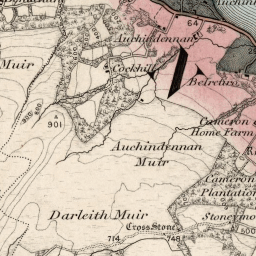 64
Auchindennan
Muir
Cockhill
Belretiro
901
Cameron
Home Farm
Auchindennan
Muir
Cameron
Plantation
Darleith Muir
Stoneymo
Cross Stone
500
714
748